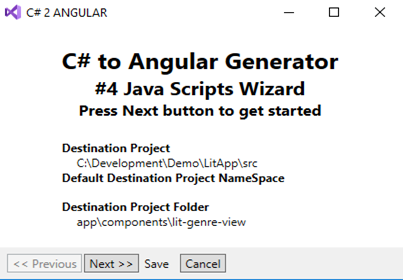 C# 2 ANGULAR
C# to Angular Generator
#4 Java Scripts Wizard
Press Next button to get started
Destination Project
C:\Development\Demo\LitApp\src
Default Destination Project NameSpace
Destination Project Folder
app\components\lit-genre-view
<< Previous Next >> Save Cancel